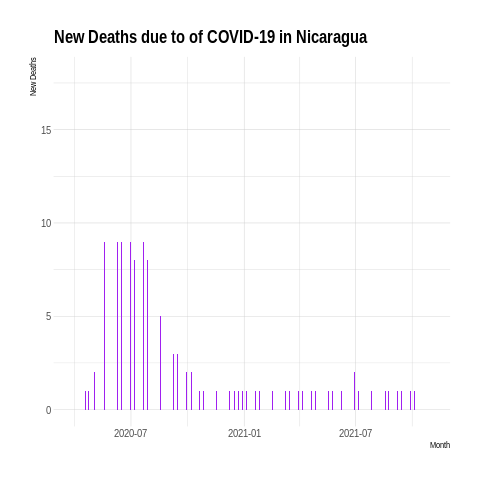 New Deaths due to of COVID-19 in Nicaragua
New Deaths
15
10
5
0
2020-07
2021-01
2021-07
Month